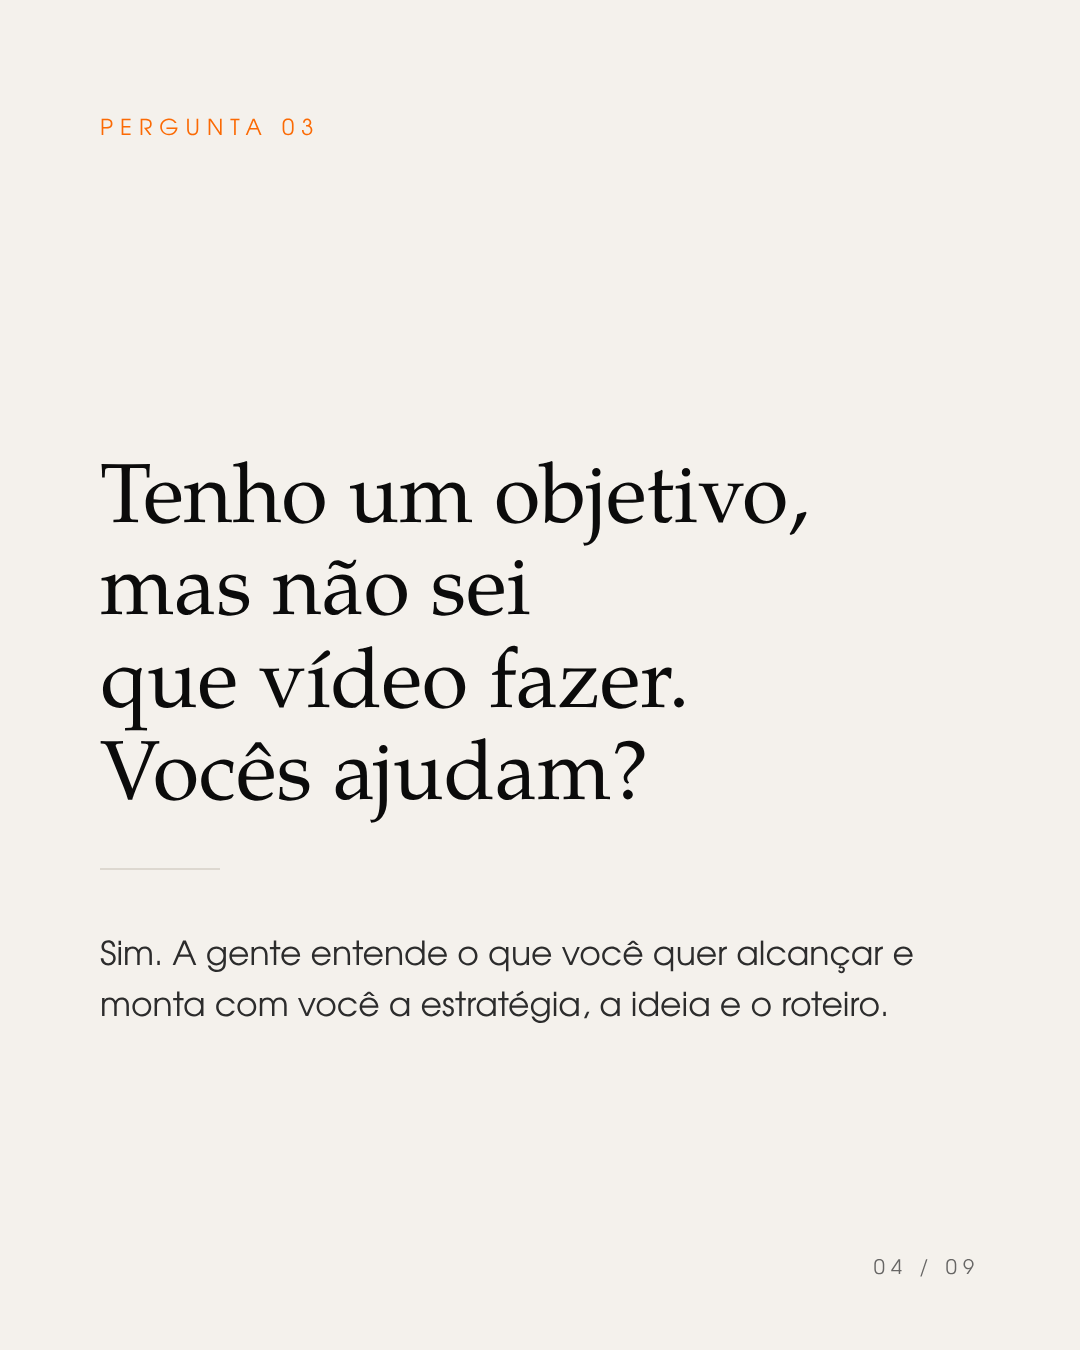 PERGUNTA 03
Tenho um objetivo,
mas não sei
que vídeo fazer.
Vocês ajudam?
Sim. A gente entende o que você quer alcançar e
monta com você a estratégia, a ideia e o roteiro.
04 / 09